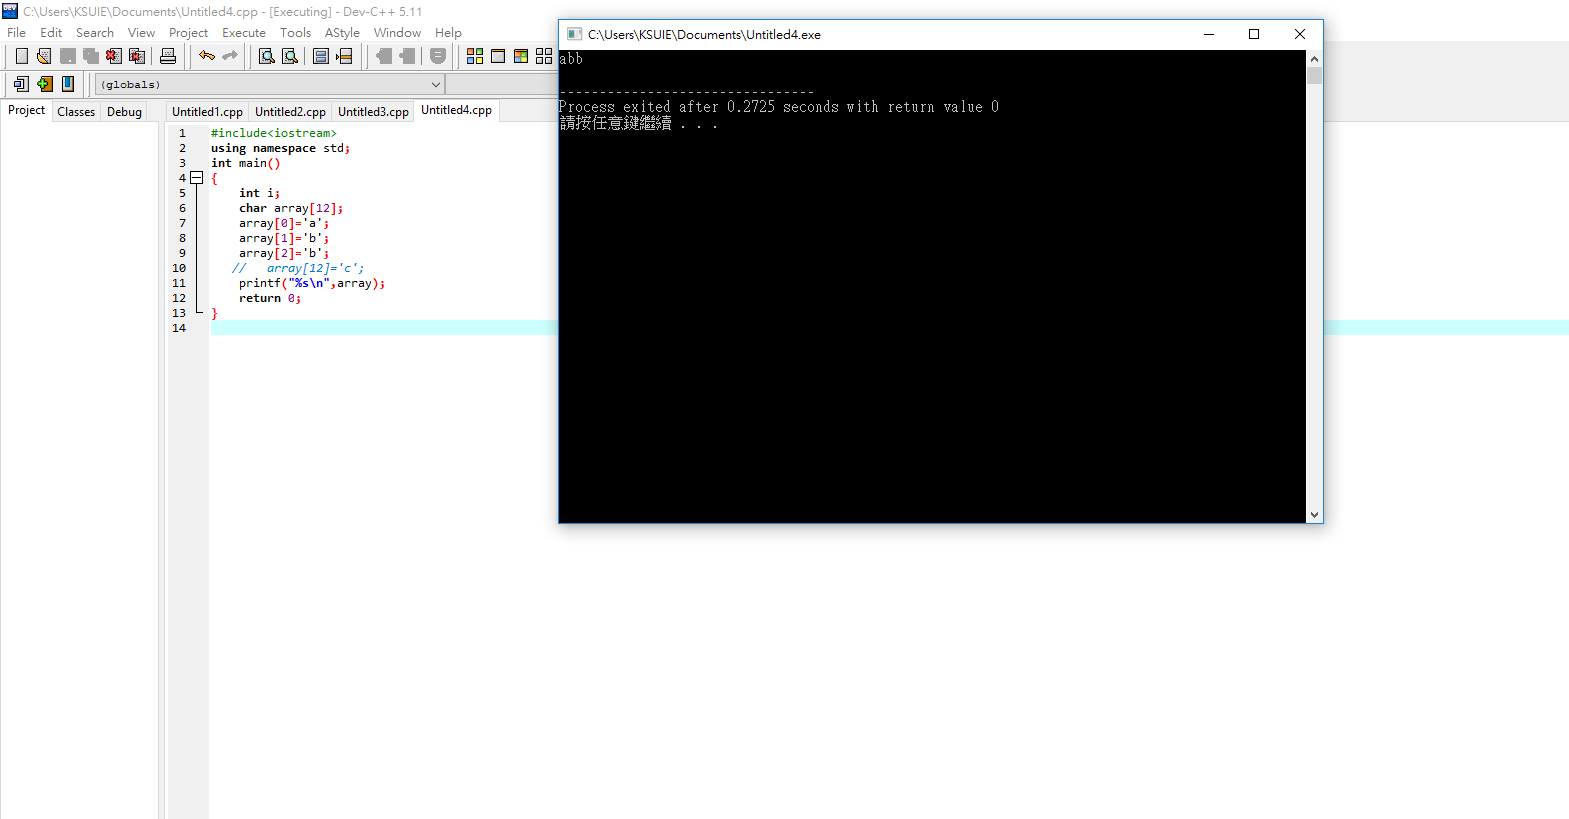 C:\Users\KSUIE\Documents\Untitled4.cpp - [Executing] - Dev-C++ 5.11
File Edit Search View Project Execute Tools AStyle Window Help
(globals)
Project Classes Debug
Untitled1.cpp Untitled2.cpp Untitled3.cpp Untitled4.cpp
1 #include<iostream>
2 using namespace std;
3 int main()
4 {
5 int i;
6 char array[12];
7 array[0]='a';
8 array[1]='b';
9 array[2]='b';
10 // array[12]='c';
11 printf("%s\n",array);
12 return 0;
13 }
14
C:\Users\KSUIE\Documents\Untitled4.exe
abb
--------------------------------
Process exited after 0.2725 seconds with return value 0
請按任意鍵繼續 . . .